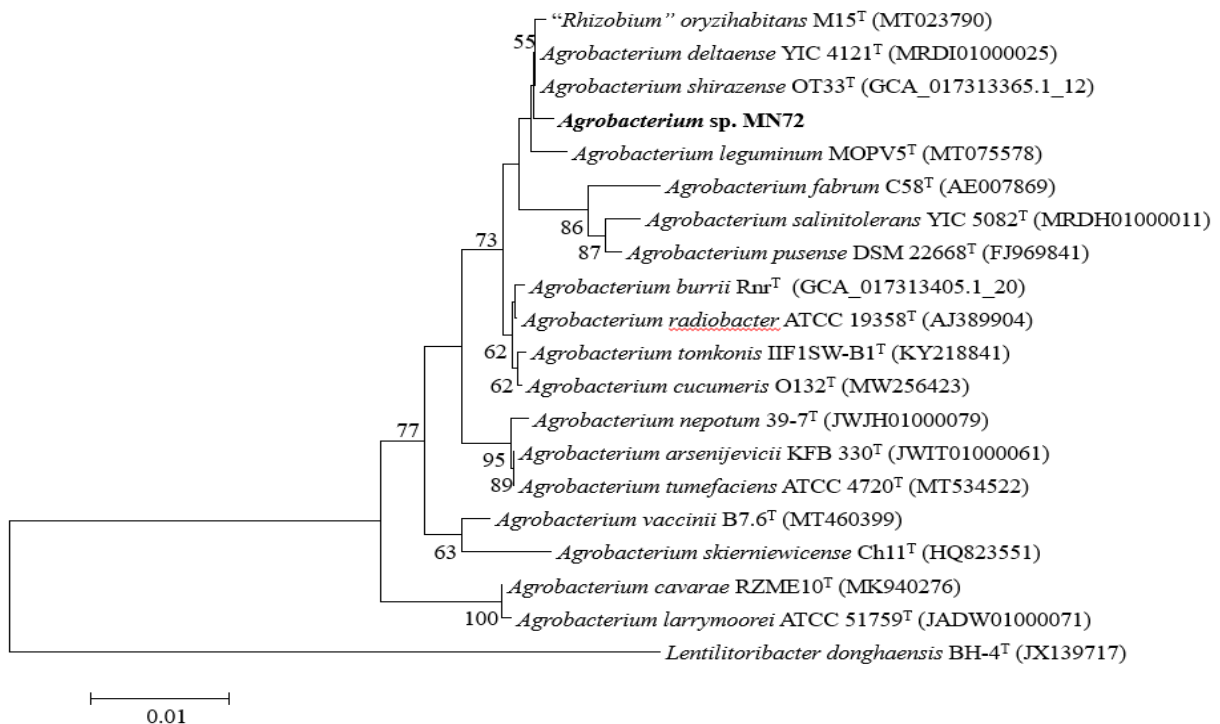 “Rhizobium” oryzihabitans M15ᵀ (MT023790)
55
Agrobacterium deltaense YIC 4121ᵀ (MRDI01000025)
Agrobacterium shirazense OT33ᵀ (GCA_017313365.1_12)
Agrobacterium sp. MN72
Agrobacterium leguminum MOPV5ᵀ (MT075578)
Agrobacterium fabrum C58ᵀ (AE007869)
Agrobacterium salinitolerans YIC 5082ᵀ (MRDH01000011)
86
73
87
Agrobacterium pusense DSM 22668ᵀ (FJ969841)
Agrobacterium burrii Rnrᵀ (GCA_017313405.1_20)
Agrobacterium radiobacter ATCC 19358ᵀ (AJ389904)
62
Agrobacterium tomkonis IIF1SW-B1ᵀ (KY218841)
62
Agrobacterium cucumeris O132ᵀ (MW256423)
Agrobacterium nepotum 39-7ᵀ (JWJH01000079)
77
95
Agrobacterium arsenijevicii KFB 330ᵀ (JWIT01000061)
89
Agrobacterium tumefaciens ATCC 4720ᵀ (MT534522)
Agrobacterium vaccinii B7.6ᵀ (MT460399)
63
Agrobacterium skierniewicense Ch11ᵀ (HQ823551)
Agrobacterium cavarae RZME10ᵀ (MK940276)
100
Agrobacterium larrymoorei ATCC 51759ᵀ (JADW01000071)
Lentilitoribacter donghaensis BH-4ᵀ (JX139717)
0.01